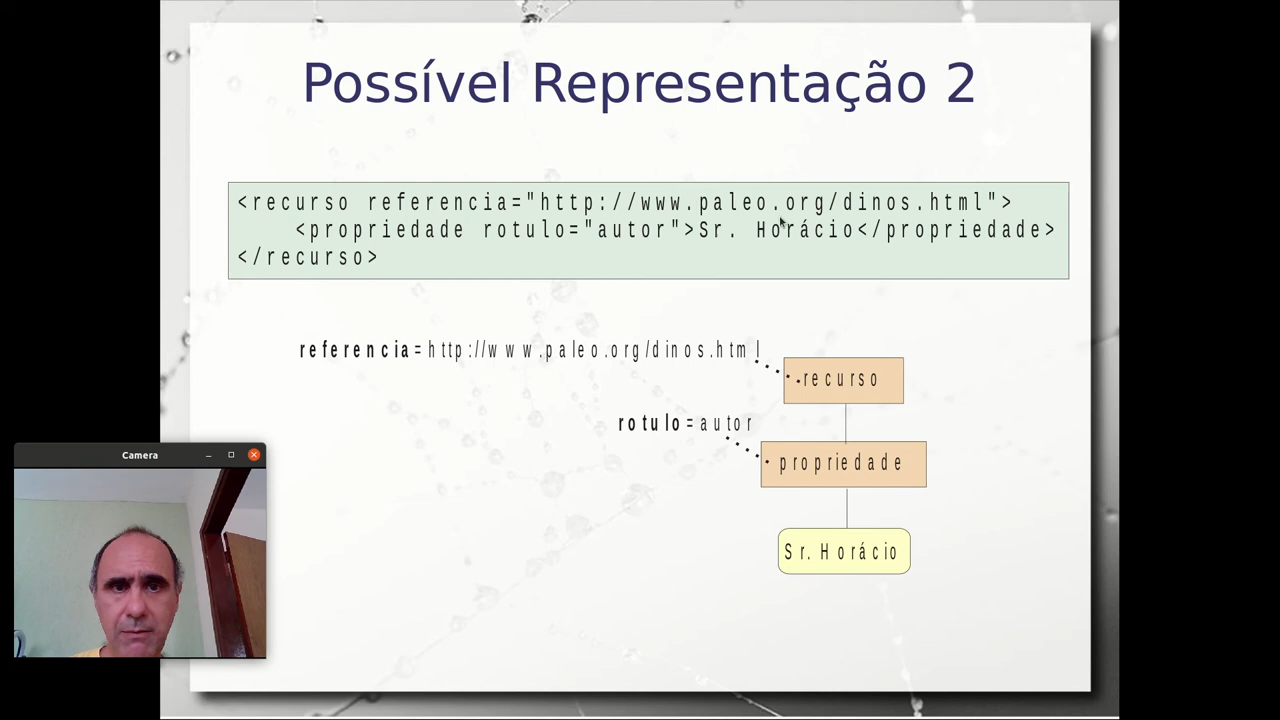 Possível Representação 2
<recurso referencia="http://www.paleo.org/dinos.html">
<propriedade rotulo="autor">Sr. Horácio</propriedade>
</recurso>
referencia=http://www.paleo.org/dinos.html
recurso
rotulo=autor
propriedade
Sr. Horácio
Camera